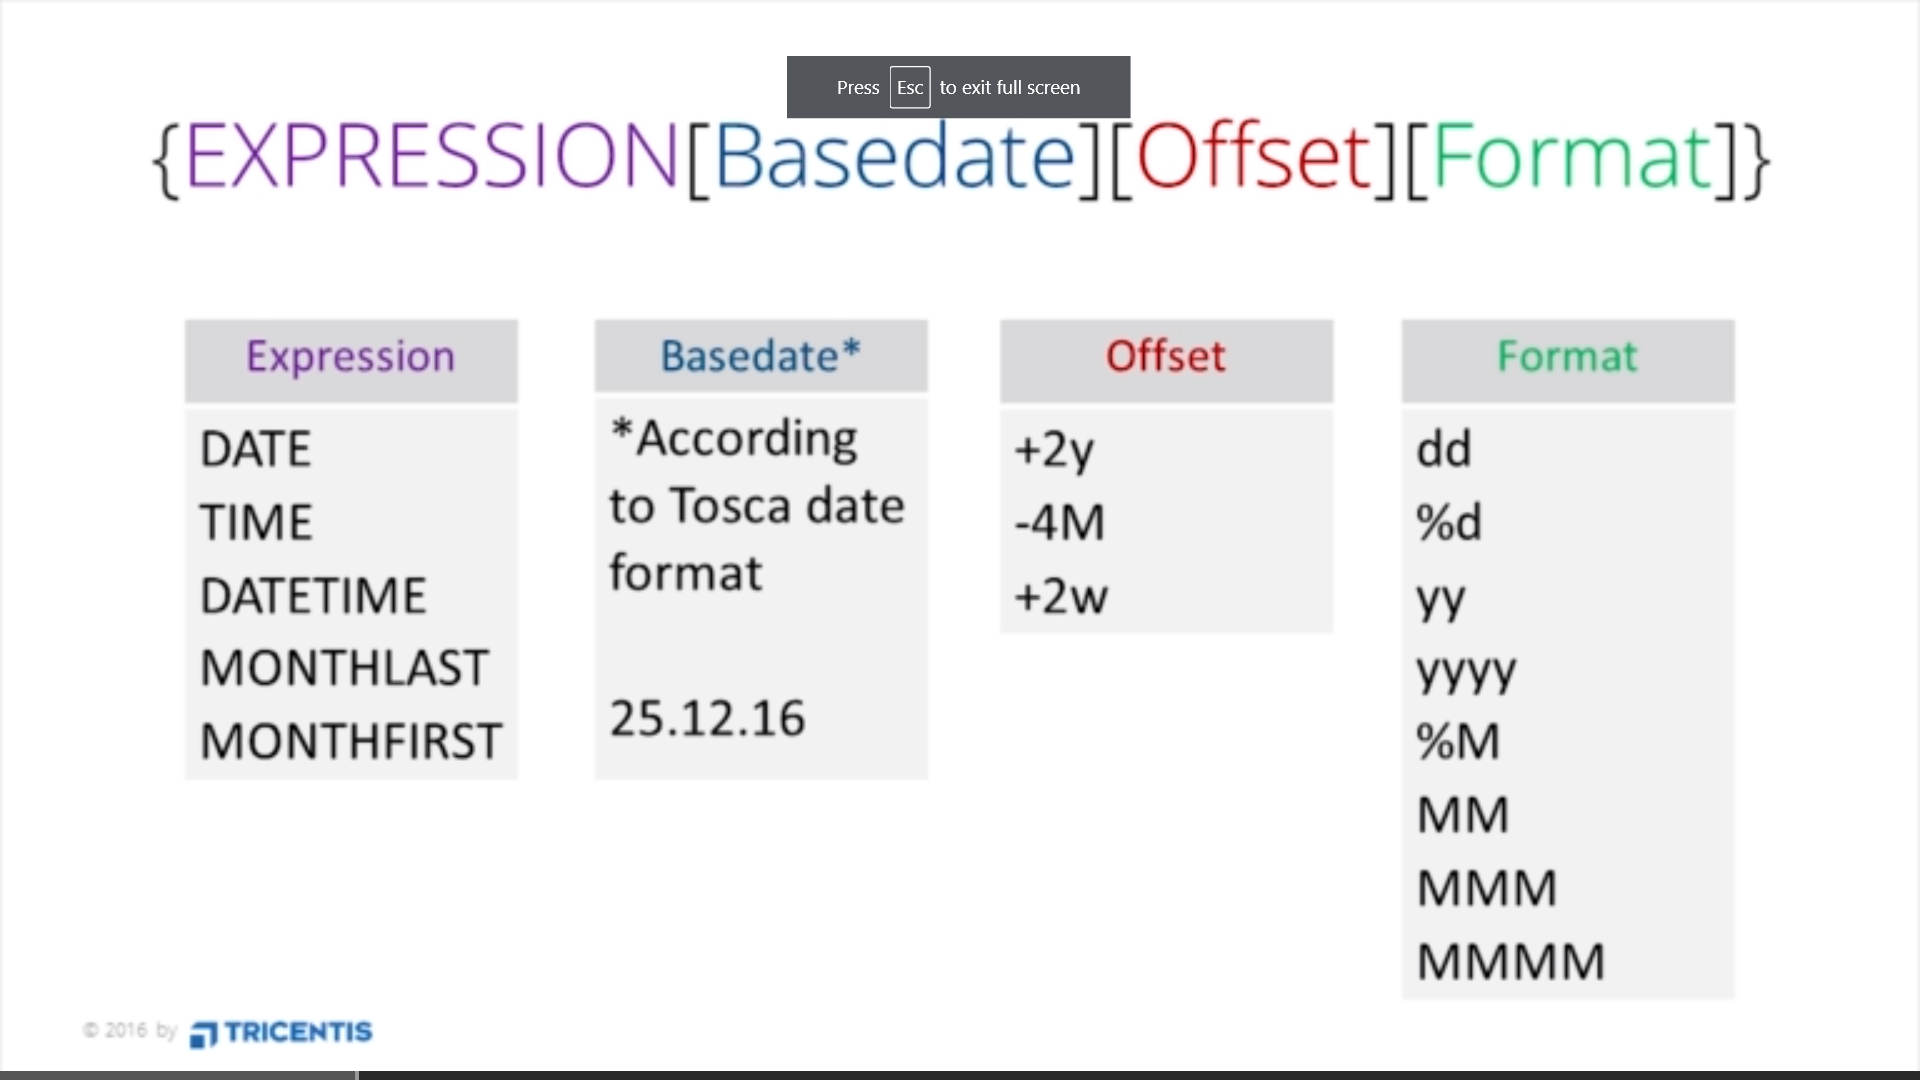 Press Esc to exit full screen
{EXPRESSION[Basedate][Offset][Format]}
Expression
DATE
TIME
DATETIME
MONTHLAST
MONTHFIRST
Basedate*
*According
to Tosca date
format
25.12.16
Offset
+2y
-4M
+2w
Format
dd
%d
yy
yyyy
%M
MM
MMM
MMMM
© 2016 by TRICENTIS